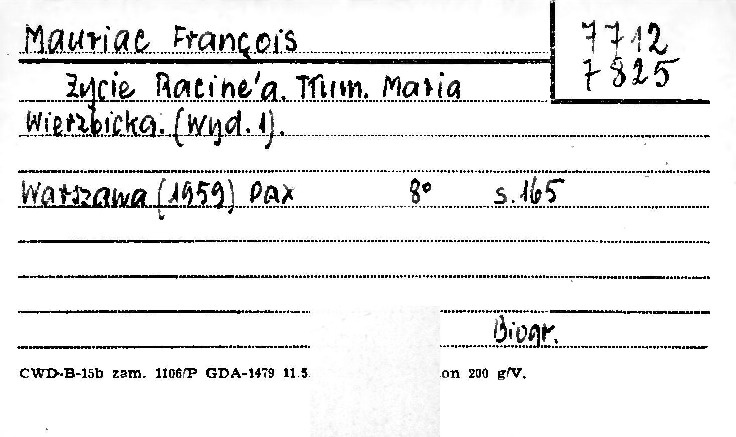 Mauriac François
7712
7825
Życie Racine'a. Tłum. Maria
Wierzbicka. (Wyd. 1).
Warszawa (1959) Pax 8° s. 165
Biogr.
CWD-B-15b zam. 1106/P GDA-1479 11.5. on 200 g/V.